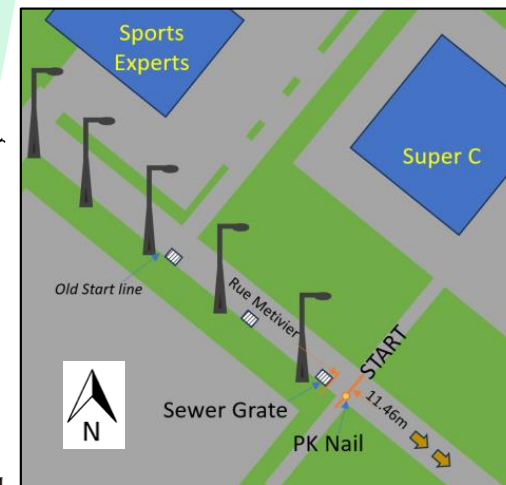 Sports
Experts
Super C
Old Start line
Rue Metivier
START
11.46m
Sewer Grate
PK Nail
N